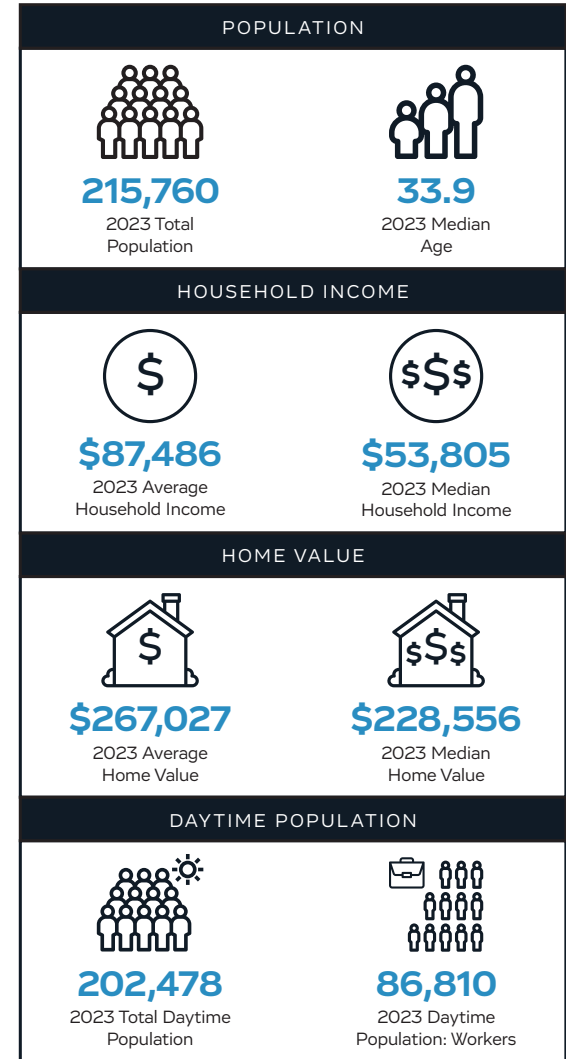 POPULATION
215,760
2023 Total
Population
33.9
2023 Median
Age
HOUSEHOLD INCOME
$
$87,486
2023 Average
Household Income
$$$
$53,805
2023 Median
Household Income
HOME VALUE
$
$267,027
2023 Average
Home Value
$$$
$228,556
2023 Median
Home Value
DAYTIME POPULATION
202,478
2023 Total Daytime
Population
86,810
2023 Daytime
Population: Workers